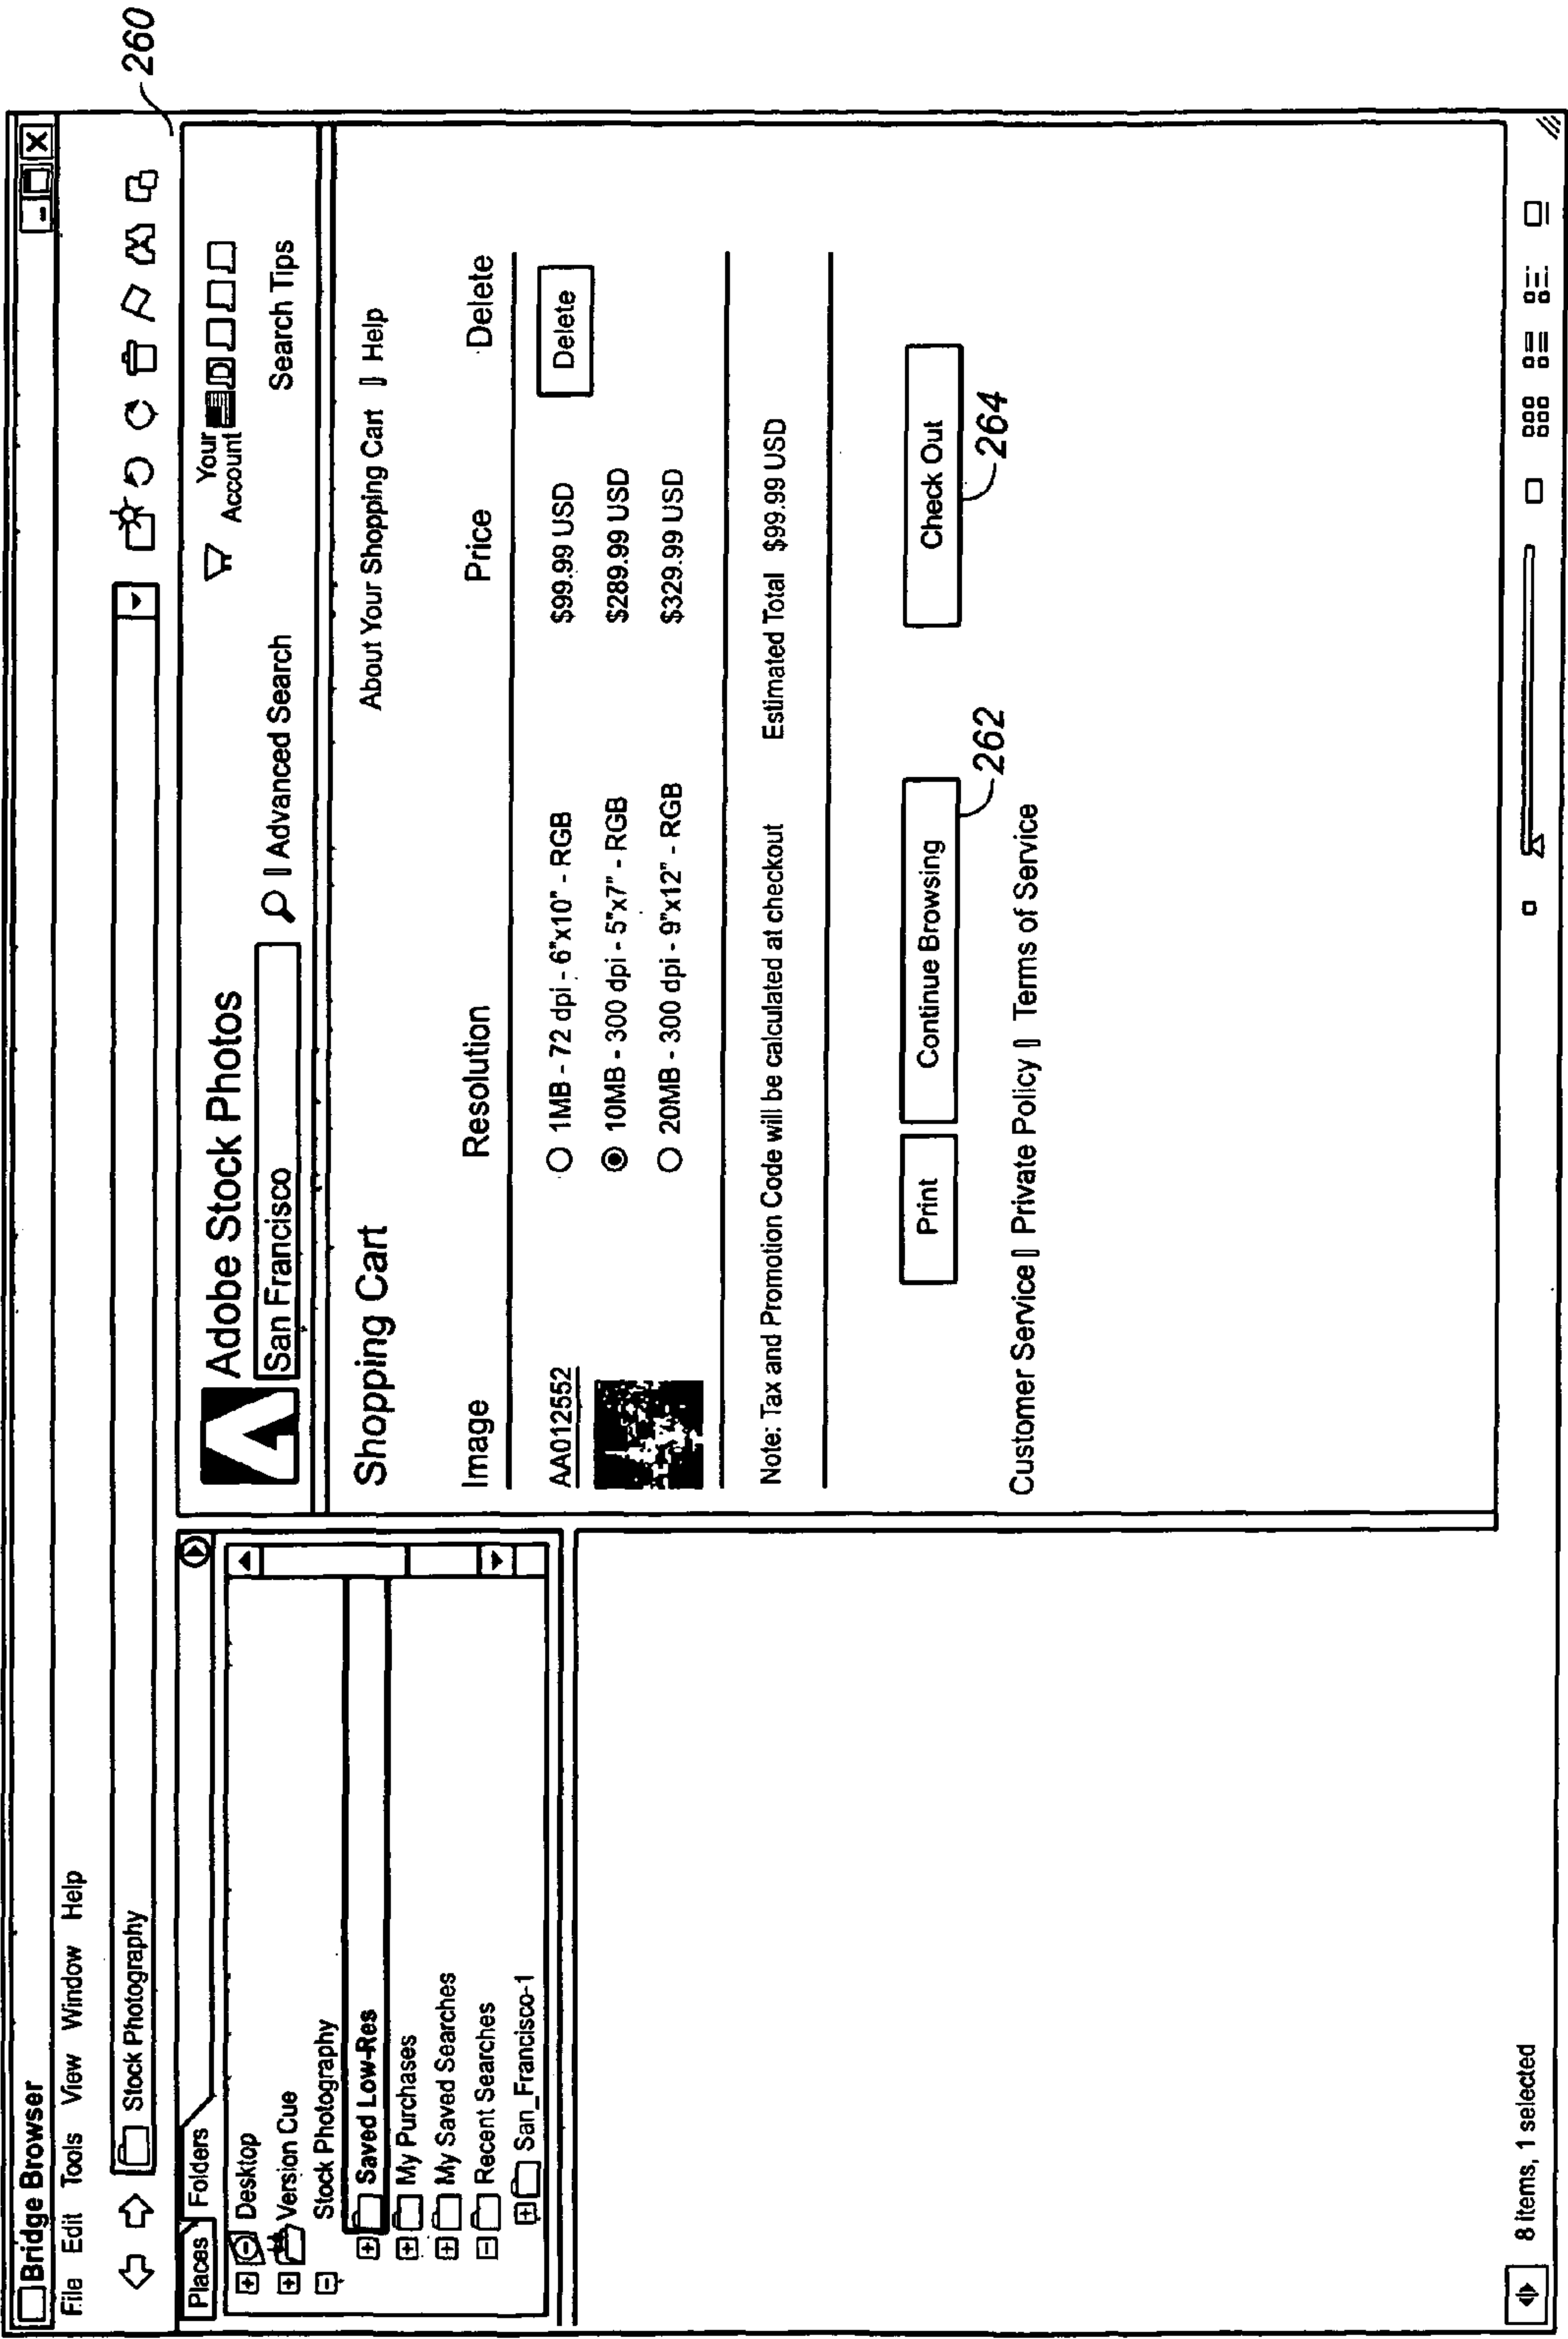 Bridge Browser
File Edit Tools View Window Help
Stock Photography
260
Places Folders
Desktop
Version Cue
Stock Photography
Saved Low-Res
My Purchases
My Saved Searches
Recent Searches
San_Francisco-1
Adobe Stock Photos
Your Account
San Francisco
Advanced Search
Search Tips
Shopping Cart
About Your Shopping Cart Help
Image Resolution Price Delete
AA012552
1MB - 72 dpi - 6"x10" - RGB $99.99 USD Delete
10MB - 300 dpi - 5"x7" - RGB $289.99 USD
20MB - 300 dpi - 9"x12" - RGB $329.99 USD
Note: Tax and Promotion Code will be calculated at checkout Estimated Total $99.99 USD
Print Continue Browsing Check Out
262 264
Customer Service Private Policy Terms of Service
8 items, 1 selected